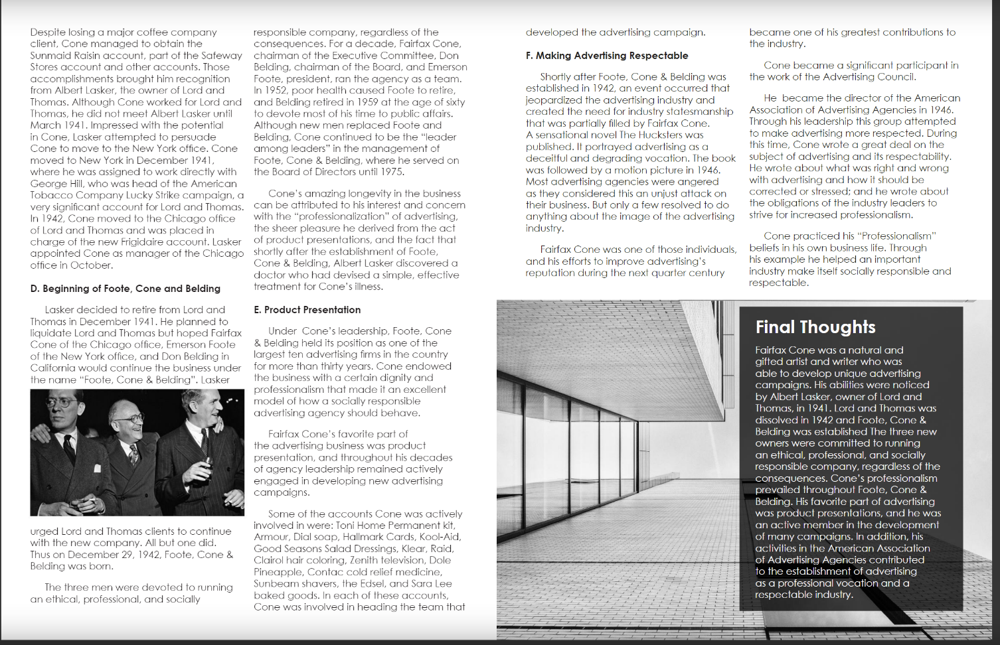 Despite losing a major coffee company
client, Cone managed to obtain the
Sunmaid Raisin account, part of the Safeway
Stores account and other accounts. Those
accomplishments brought him recognition
from Albert Lasker, the owner of Lord and
Thomas. Although Cone worked for Lord and
Thomas, he did not meet Albert Lasker until
March 1941. Impressed with the potential
in Cone, Lasker attempted to persuade
Cone to move to the New York office. Cone
moved to New York in December 1941,
where he was assigned to work directly with
George Hill, who was head of the American
Tobacco Company Lucky Strike campaign, a
very significant account for Lord and Thomas.
In 1942, Cone moved to the Chicago office
of Lord and Thomas and was placed in
charge of the new Frigidaire account. Lasker
appointed Cone as manager of the Chicago
office in October.
D. Beginning of Foote, Cone and Belding
Lasker decided to retire from Lord and
Thomas in December 1941. He planned to
liquidate Lord and Thomas but hoped Fairfax
Cone of the Chicago office, Emerson Foote
of the New York office, and Don Belding in
California would continue the business under
the name “Foote, Cone & Belding”. Lasker
urged Lord and Thomas clients to continue
with the new company. All but one did.
Thus on December 29, 1942, Foote, Cone &
Belding was born.
The three men were devoted to running
an ethical, professional, and socially
responsible company, regardless of the
consequences. For a decade, Fairfax Cone,
chairman of the Executive Committee, Don
Belding, chairman of the Board, and Emerson
Foote, president, ran the agency as a team.
In 1952, poor health caused Foote to retire,
and Belding retired in 1959 at the age of sixty
to devote most of his time to public affairs.
Although new men replaced Foote and
Belding, Cone continued to be the “leader
among leaders” in the management of
Foote, Cone & Belding, where he served on
the Board of Directors until 1975.
Cone’s amazing longevity in the business
can be attributed to his interest and concern
with the “professionalization” of advertising,
the sheer pleasure he derived from the act
of product presentations, and the fact that
shortly after the establishment of Foote,
Cone & Belding, Albert Lasker discovered a
doctor who had devised a simple, effective
treatment for Cone’s illness.
E. Product Presentation
Under Cone’s leadership, Foote, Cone
& Belding held its position as one of the
largest ten advertising firms in the country
for more than thirty years. Cone endowed
the business with a certain dignity and
professionalism that made it an excellent
model of how a socially responsible
advertising agency should behave.
Fairfax Cone’s favorite part of
the advertising business was product
presentation, and throughout his decades
of agency leadership remained actively
engaged in developing new advertising
campaigns.
Some of the accounts Cone was actively
involved in were: Toni Home Permanent kit,
Armour, Dial soap, Hallmark Cards, Kool-Aid,
Good Seasons Salad Dressings, Klear, Raid,
Clairol hair coloring, Zenith television, Dole
Pineapple, Contac cold relief medicine,
Sunbeam shavers, the Edsel, and Sara Lee
baked goods. In each of these accounts,
Cone was involved in heading the team that
developed the advertising campaign.
F. Making Advertising Respectable
Shortly after Foote, Cone & Belding was
established in 1942, an event occurred that
jeopardized the advertising industry and
created the need for industry statesmanship
that was partially filled by Fairfax Cone.
A sensational novel The Hucksters was
published. It portrayed advertising as a
deceitful and degrading vocation. The book
was followed by a motion picture in 1946.
Most advertising agencies were angered
as they considered this an unjust attack on
their business. But only a few resolved to do
anything about the image of the advertising
industry.
Fairfax Cone was one of those individuals,
and his efforts to improve advertising’s
reputation during the next quarter century
became one of his greatest contributions to
the industry.
Cone became a significant participant in
the work of the Advertising Council.
He became the director of the American
Association of Advertising Agencies in 1946.
Through his leadership this group attempted
to make advertising more respected. During
this time, Cone wrote a great deal on the
subject of advertising and its respectability.
He wrote about what was right and wrong
with advertising and how it should be
corrected or stressed; and he wrote about
the obligations of the industry leaders to
strive for increased professionalism.
Cone practiced his “Professionalism”
beliefs in his own business life. Through
his example he helped an important
industry make itself socially responsible and
respectable.
Final Thoughts
Fairfax Cone was a natural and
gifted artist and writer who was
able to develop unique advertising
campaigns. His abilities were noticed
by Albert Lasker, owner of Lord and
Thomas, in 1941. Lord and Thomas was
dissolved in 1942 and Foote, Cone &
Belding was established The three new
owners were committed to running
an ethical, professional, and socially
responsible company, regardless of the
consequences. Cone’s professionalism
prevailed throughout Foote, Cone &
Belding. His favorite part of advertising
was product presentations, and he was
an active member in the development
of many campaigns. In addition, his
activities in the American Association
of Advertising Agencies contributed
to the establishment of advertising
as a professional vocation and a
respectable industry.